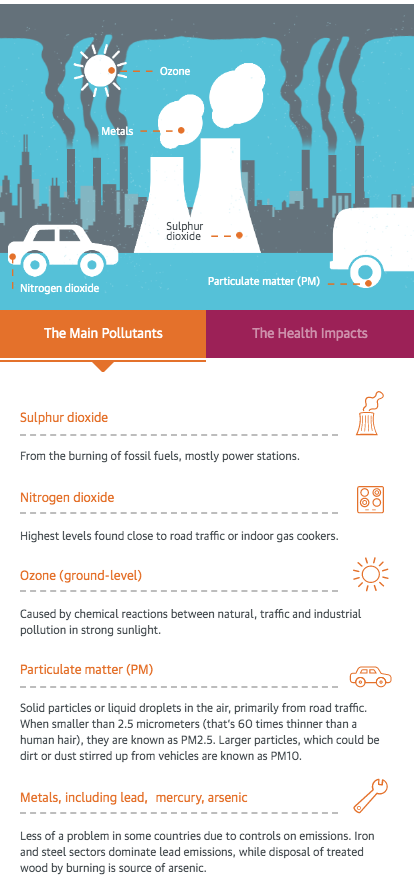 Ozone
Metals
Sulphur
dioxide
Particulate matter (PM)
Nitrogen dioxide
The Main Pollutants
The Health Impacts
Sulphur dioxide
From the burning of fossil fuels, mostly power stations.
Nitrogen dioxide
Highest levels found close to road traffic or indoor gas cookers.
Ozone (ground-level)
Caused by chemical reactions between natural, traffic and industrial
pollution in strong sunlight.
Particulate matter (PM)
Solid particles or liquid droplets in the air, primarily from road traffic.
When smaller than 2.5 micrometers (that's 60 times thinner than a
human hair), they are known as PM2.5. Larger particles, which could be
dirt or dust stirred up from vehicles are known as PM10.
Metals, including lead, mercury, arsenic
Less of a problem in some countries due to controls on emissions. Iron
and steel sectors dominate lead emissions, while disposal of treated
wood by burning is source of arsenic.